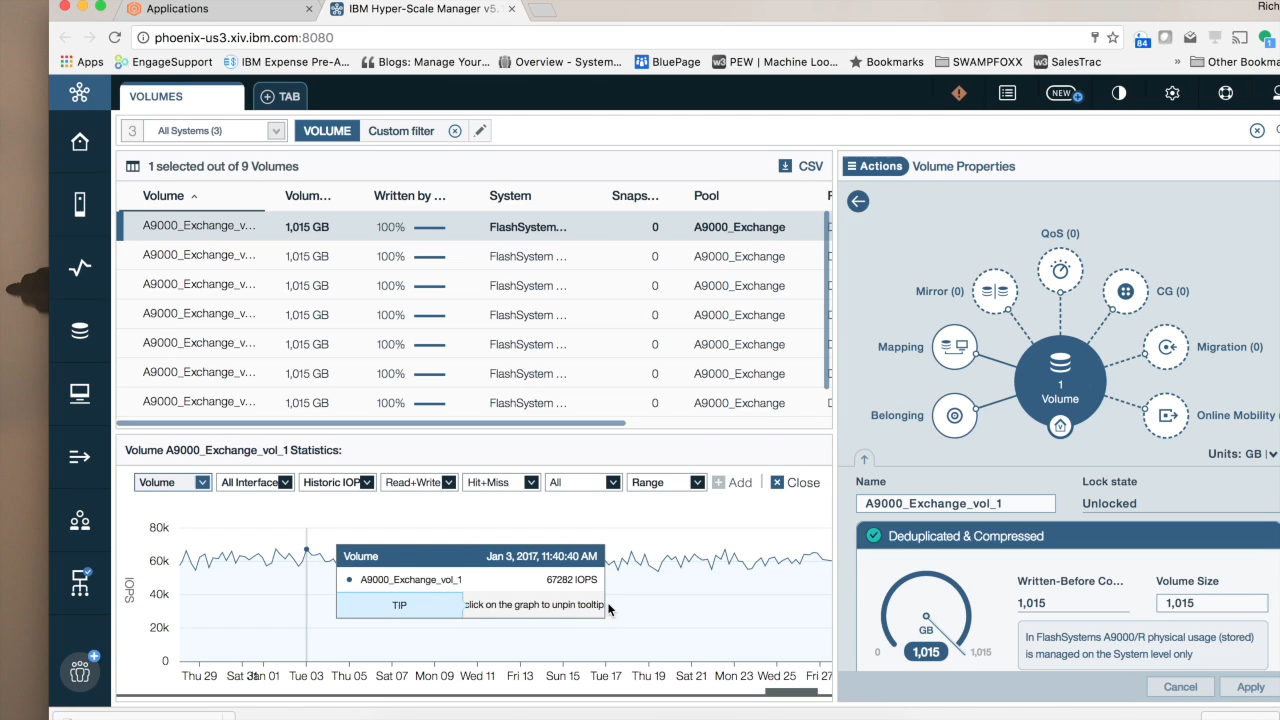 Applications
IBM Hyper-Scale Manager v5.
Rich
phoenix-us3.xiv.ibm.com:8080
84
1
Apps
EngageSupport
IBM Expense Pre-A...
Blogs: Manage Your...
Overview - System...
BluePage
w3
PEW | Machine Loo...
Bookmarks
SWAMPFOXX
w3
SalesTrac
»
Other Bookma
VOLUMES
TAB
NEW
3
All Systems (3)
VOLUME
Custom filter
1 selected out of 9 Volumes
CSV
Actions
Volume Properties
Volume
Volum...
Written by ...
System
Snaps...
Pool
A9000_Exchange_v... 1,015 GB 100% FlashSystem... 0 A9000_Exchange
A9000_Exchange_v... 1,015 GB 100% FlashSystem ... 0 A9000_Exchange
A9000_Exchange_v... 1,015 GB 100% FlashSystem ... 0 A9000_Exchange
A9000_Exchange_v... 1,015 GB 100% FlashSystem ... 0 A9000_Exchange
A9000_Exchange_v... 1,015 GB 100% FlashSystem ... 0 A9000_Exchange
A9000_Exchange_v... 1,015 GB 100% FlashSystem ... 0 A9000_Exchange
A9000_Exchange_v... 1,015 GB 100% FlashSystem ... 0 A9000_Exchange
QoS (0)
Mirror (0)
CG (0)
Mapping
Migration (0)
1
Volume
Belonging
Online Mobility
Volume A9000_Exchange_vol_1 Statistics:
Units: GB
Volume
All Interface
Historic IOP
Read+Write
Hit+Miss
All
Range
Add
Close
Name
Lock state
A9000_Exchange_vol_1
Unlocked
Deduplicated & Compressed
80k
60k
40k
20k
0
IOPS
Volume Jan 3, 2017, 11:40:40 AM
A9000_Exchange_vol_1 67282 IOPS
TIP click on the graph to unpin tooltip
Thu 29
Sat 31
Jan 01
Tue 03
Thu 05
Sat 07
Mon 09
Wed 11
Fri 13
Sun 15
Tue 17
Thu 19
Sat 21
Mon 23
Wed 25
Fri 27
Written-Before Co...
Volume Size
1,015
1,015
GB
0
1,015
1,015
In FlashSystems A9000/R physical usage (stored)
is managed on the System level only
Cancel
Apply